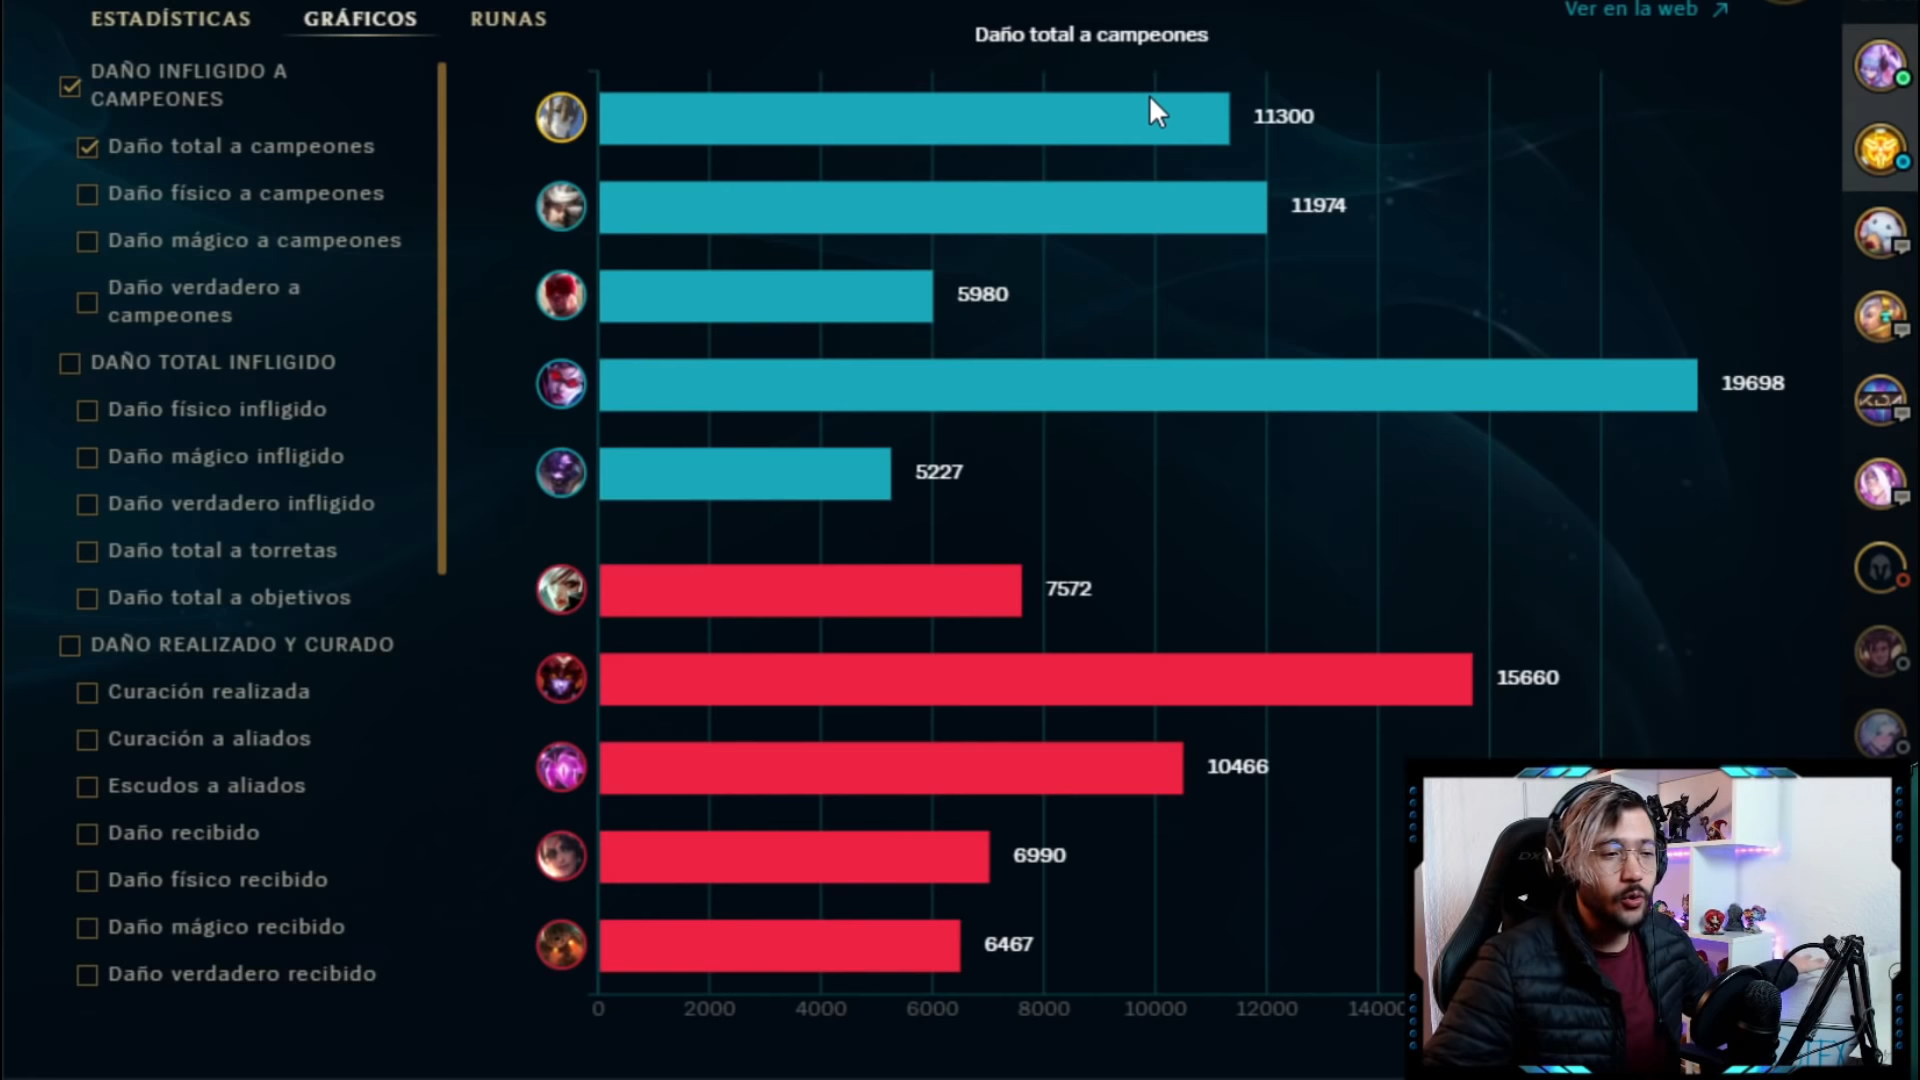 ESTADÍSTICAS
GRÁFICOS
RUNAS
Ver en la web
Daño total a campeones
DAÑO INFLIGIDO A
CAMPEONES
Daño total a campeones
Daño físico a campeones
Daño mágico a campeones
Daño verdadero a
campeones
DAÑO TOTAL INFLIGIDO
Daño físico infligido
Daño mágico infligido
Daño verdadero infligido
Daño total a torretas
Daño total a objetivos
DAÑO REALIZADO Y CURADO
Curación realizada
Curación a aliados
Escudos a aliados
Daño recibido
Daño físico recibido
Daño mágico recibido
Daño verdadero recibido
11300
11974
5980
19698
5227
7572
15660
10466
6990
6467
0 2000 4000 6000 8000 10000 12000 14000
K/DA